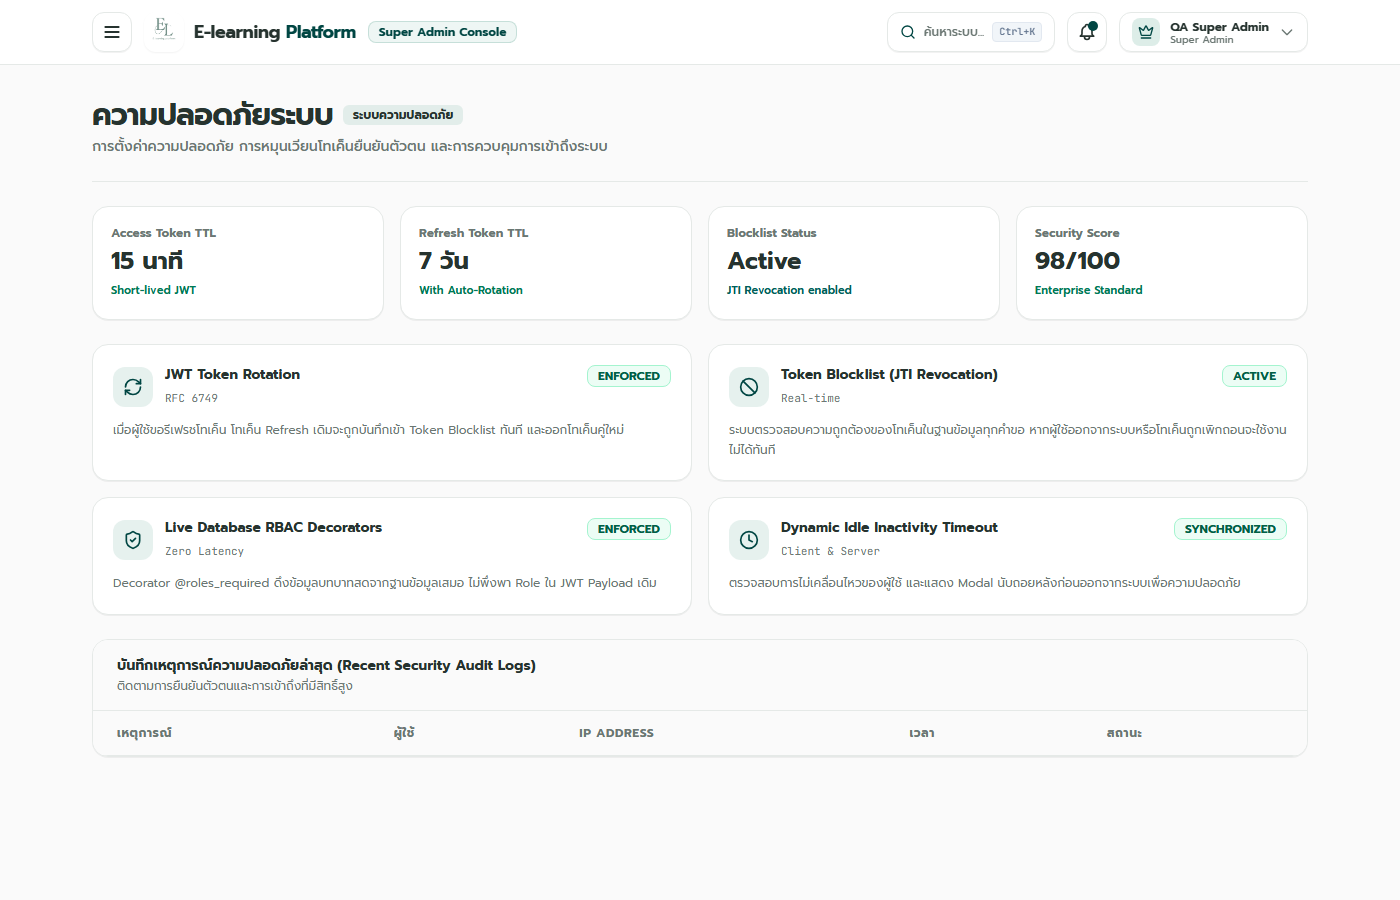 EL
E-learning Platform
Super Admin Console
ค้นหาระบบ...
Ctrl+K
QA Super Admin
Super Admin
ความปลอดภัยระบบ
ระบบความปลอดภัย
การตั้งค่าความปลอดภัย การหมุนเวียนโทเค็นยืนยันตัวตน และการควบคุมการเข้าถึงระบบ
Access Token TTL
15 นาที
Short-lived JWT
Refresh Token TTL
7 วัน
With Auto-Rotation
Blocklist Status
Active
JTI Revocation enabled
Security Score
98/100
Enterprise Standard
JWT Token Rotation
ENFORCED
RFC 6749
เมื่อผู้ใช้ขอรีเฟรชโทเค็น โทเค็น Refresh เดิมจะถูกบันทึกเข้า Token Blocklist ทันที และออกโทเค็นคู่ใหม่
Token Blocklist (JTI Revocation)
ACTIVE
Real-time
ระบบตรวจสอบความถูกต้องของโทเค็นในฐานข้อมูลทุกคำขอ หากผู้ใช้ออกจากระบบหรือโทเค็นถูกเพิกถอนจะใช้งาน
ไม่ได้ทันที
Live Database RBAC Decorators
ENFORCED
Zero Latency
Decorator @roles_required ดึงข้อมูลบทบาทสดจากฐานข้อมูลเสมอ ไม่พึ่งพา Role ใน JWT Payload เดิม
Dynamic Idle Inactivity Timeout
SYNCHRONIZED
Client & Server
ตรวจสอบการไม่เคลื่อนไหวของผู้ใช้ และแสดง Modal นับถอยหลังก่อนออกจากระบบเพื่อความปลอดภัย
บันทึกเหตุการณ์ความปลอดภัยล่าสุด (Recent Security Audit Logs)
ติดตามการยืนยันตัวตนและการเข้าถึงที่มีสิทธิ์สูง
เหตุการณ์
ผู้ใช้
IP ADDRESS
เวลา
สถานะ